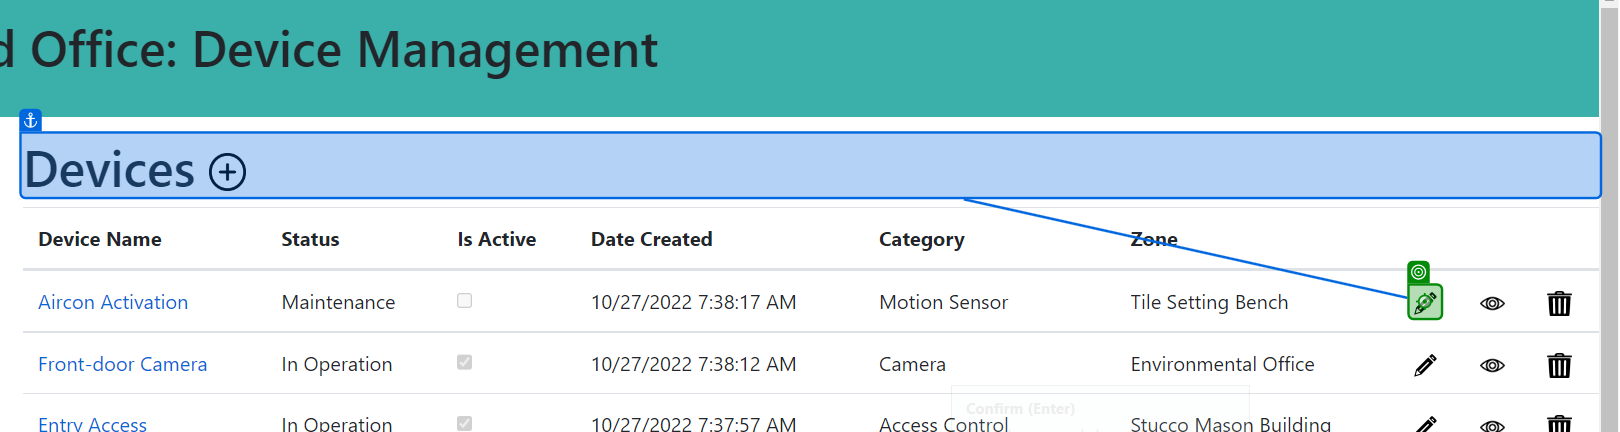 d Office: Device Management
Devices
Device Name Status Is Active Date Created Category Zone
Aircon Activation Maintenance 10/27/2022 7:38:17 AM Motion Sensor Tile Setting Bench
Front-door Camera In Operation 10/27/2022 7:38:12 AM Camera Environmental Office
Confirm (Enter)
Entry Access In Operation 10/27/2022 7:37:57 AM Access Control Stucco Mason Building